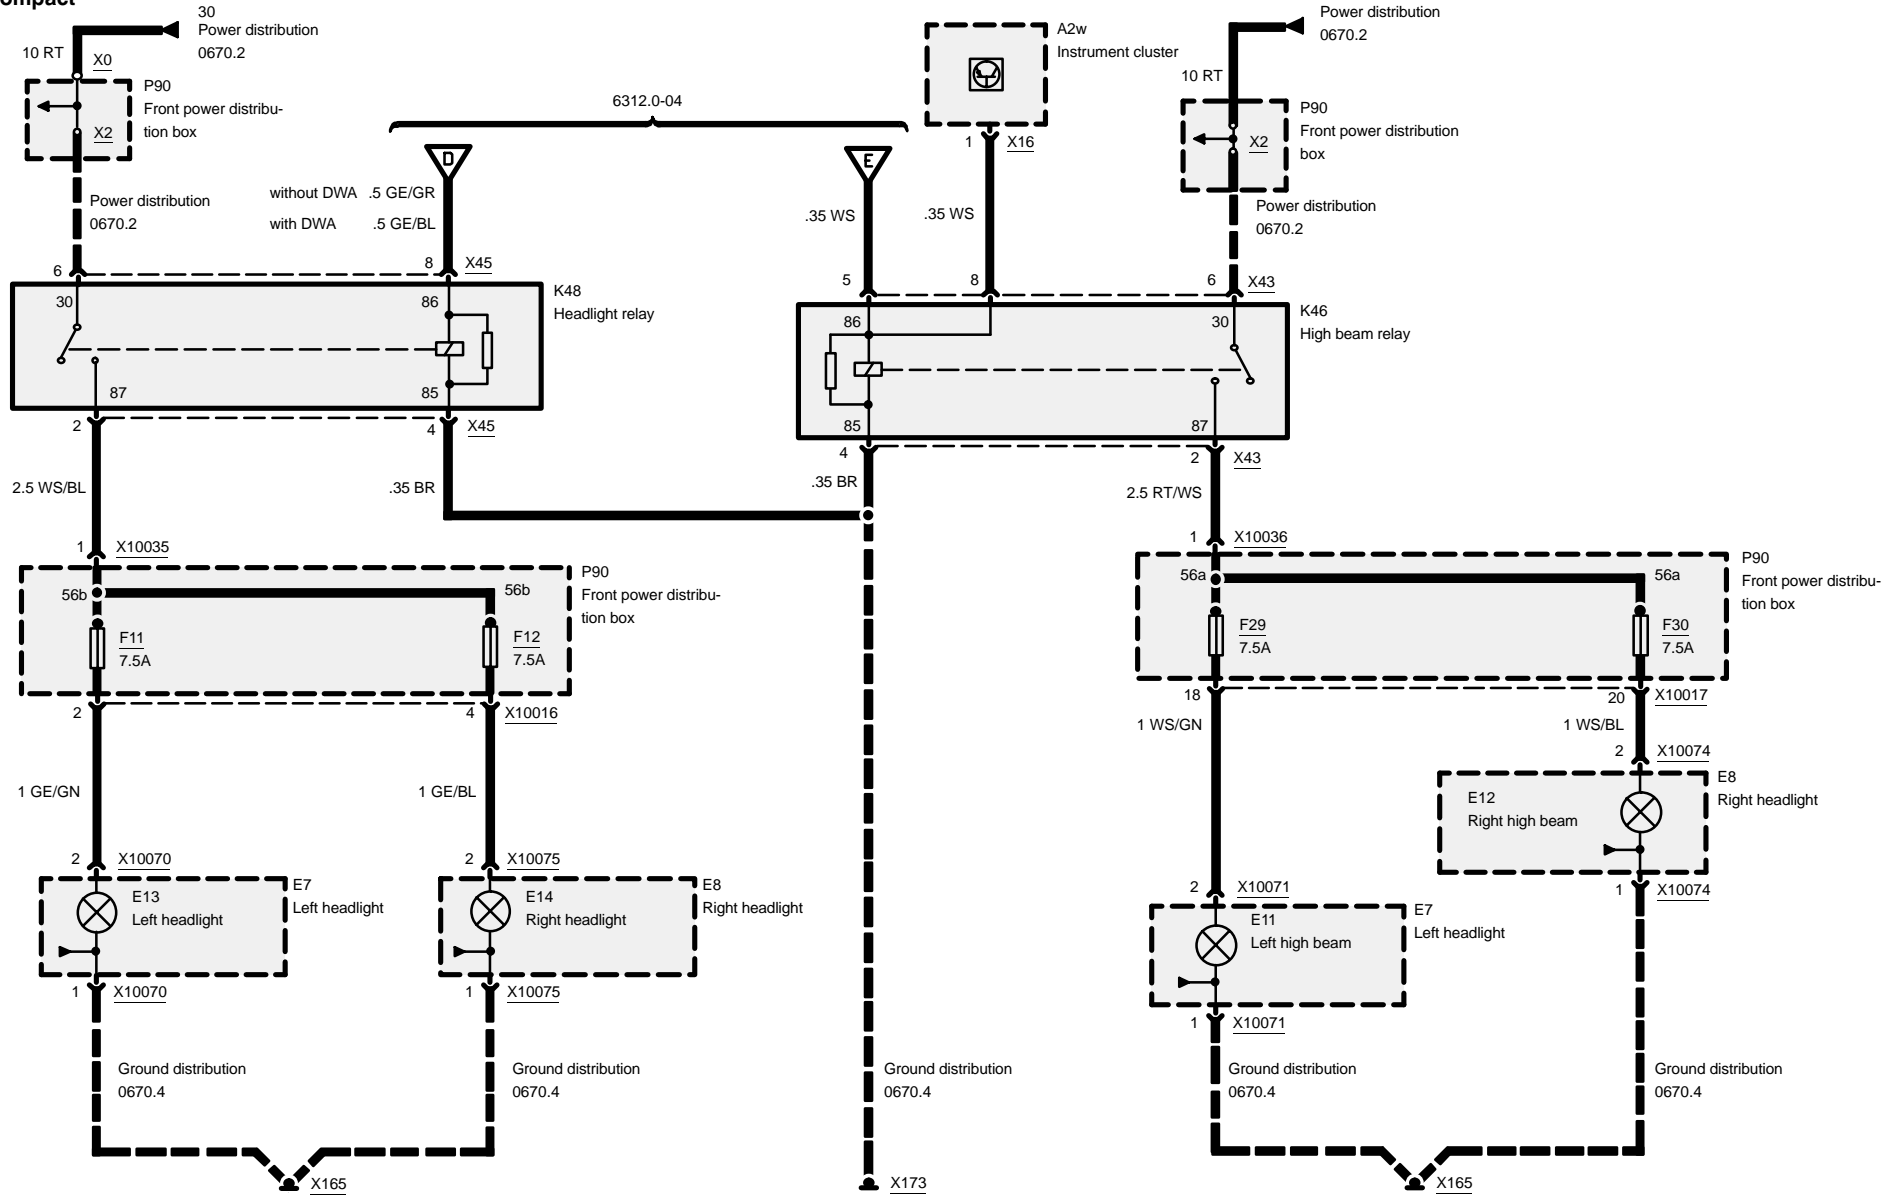 ompact
30
Power distribution
0670.2
10 RT
X0
P90
Front power distribu-
tion box
X2
Power distribution
0670.2
6312.0-04
D
E
without DWA .5 GE/GR
with DWA .5 GE/BL
A2w
Instrument cluster
1 X16
.35 WS
.35 WS
Power distribution
0670.2
10 RT
P90
Front power distribution
box
X2
Power distribution
0670.2
6
8 X45
30
86
K48
Headlight relay
87
85
2
4 X45
5
8
6 X43
86
30
K46
High beam relay
85
87
4
2 X43
2.5 WS/BL
.35 BR
.35 BR
2.5 RT/WS
1 X10035
56b
56b
P90
Front power distribu-
tion box
F11
7.5A
F12
7.5A
2
4 X10016
1 X10036
56a
56a
P90
Front power distribu-
tion box
F29
7.5A
F30
7.5A
18
20 X10017
1 WS/GN
1 WS/BL
1 GE/GN
1 GE/BL
2 X10074
E8
Right headlight
E12
Right high beam
1 X10074
2 X10070
E7
Left headlight
E13
Left headlight
1 X10070
2 X10075
E8
Right headlight
E14
Right headlight
1 X10075
2 X10071
E7
Left headlight
E11
Left high beam
1 X10071
Ground distribution
0670.4
Ground distribution
0670.4
Ground distribution
0670.4
Ground distribution
0670.4
Ground distribution
0670.4
X165
X173
X165